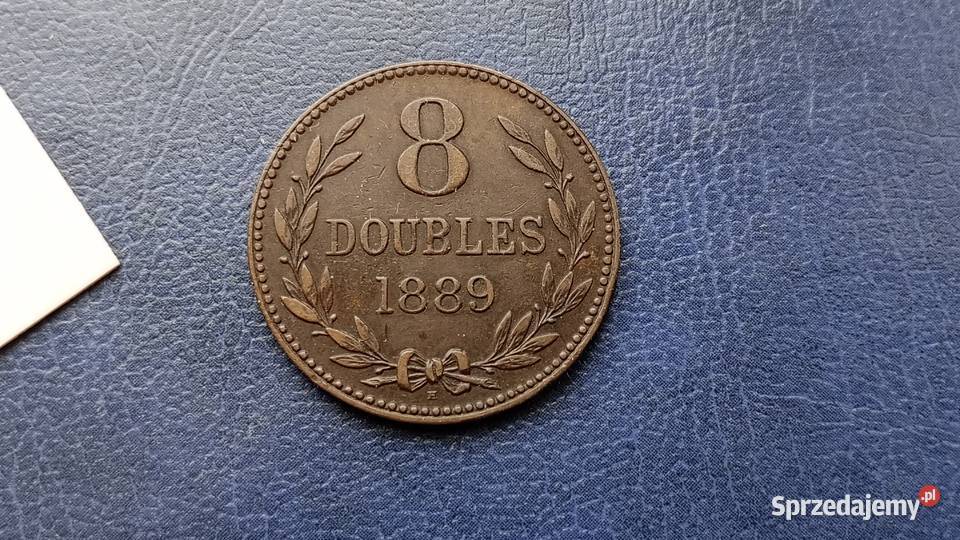 8
DOUBLES
1889
H
Sprzedajemy.pl